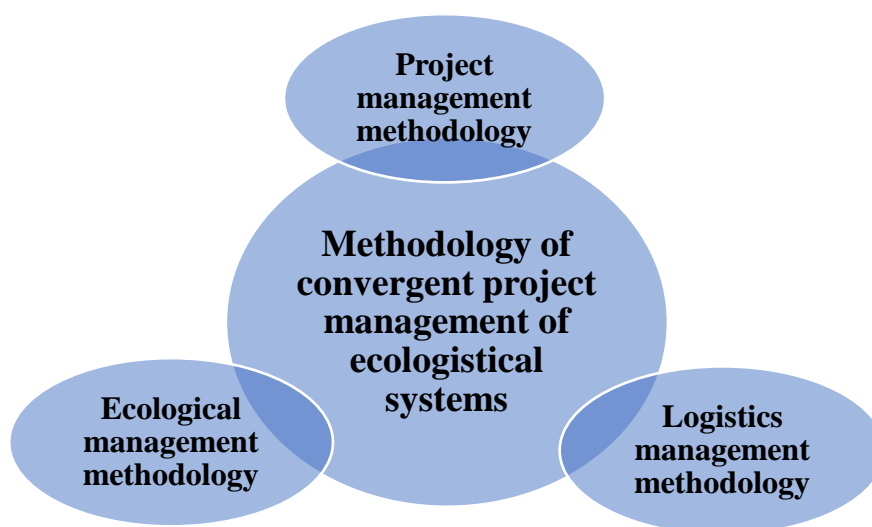 Project
management
methodology
Methodology of
convergent project
management of
ecologistical
systems
Ecological
management
methodology
Logistics
management
methodology